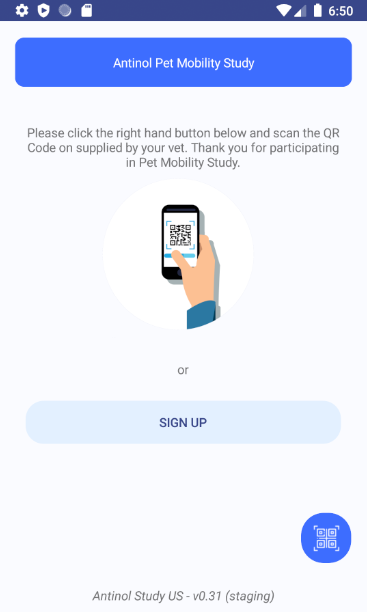 6:50
Antinol Pet Mobility Study
Please click the right hand button below and scan the QR
Code on supplied by your vet. Thank you for participating
in Pet Mobility Study.
or
SIGN UP
Antinol Study US - v0.31 (staging)